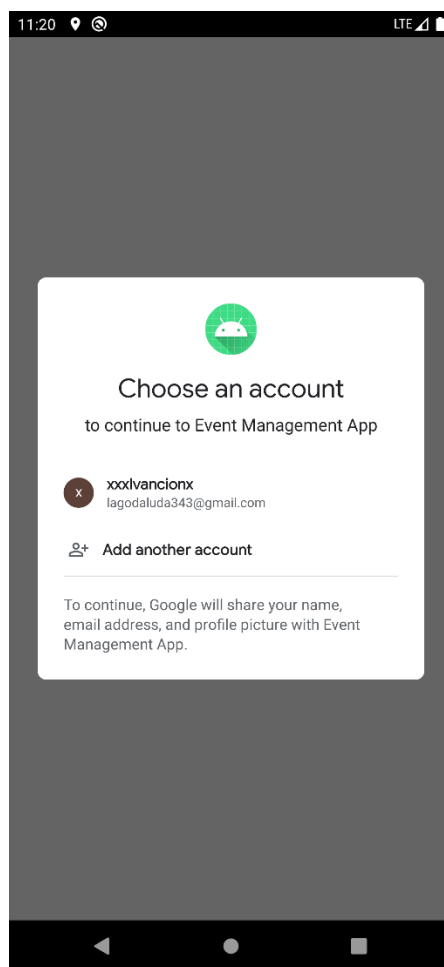 11:20
LTE
Choose an account
to continue to Event Management App
x
xxxlvancionx
lagodaluda343@gmail.com
Add another account
To continue, Google will share your name,
email address, and profile picture with Event
Management App.